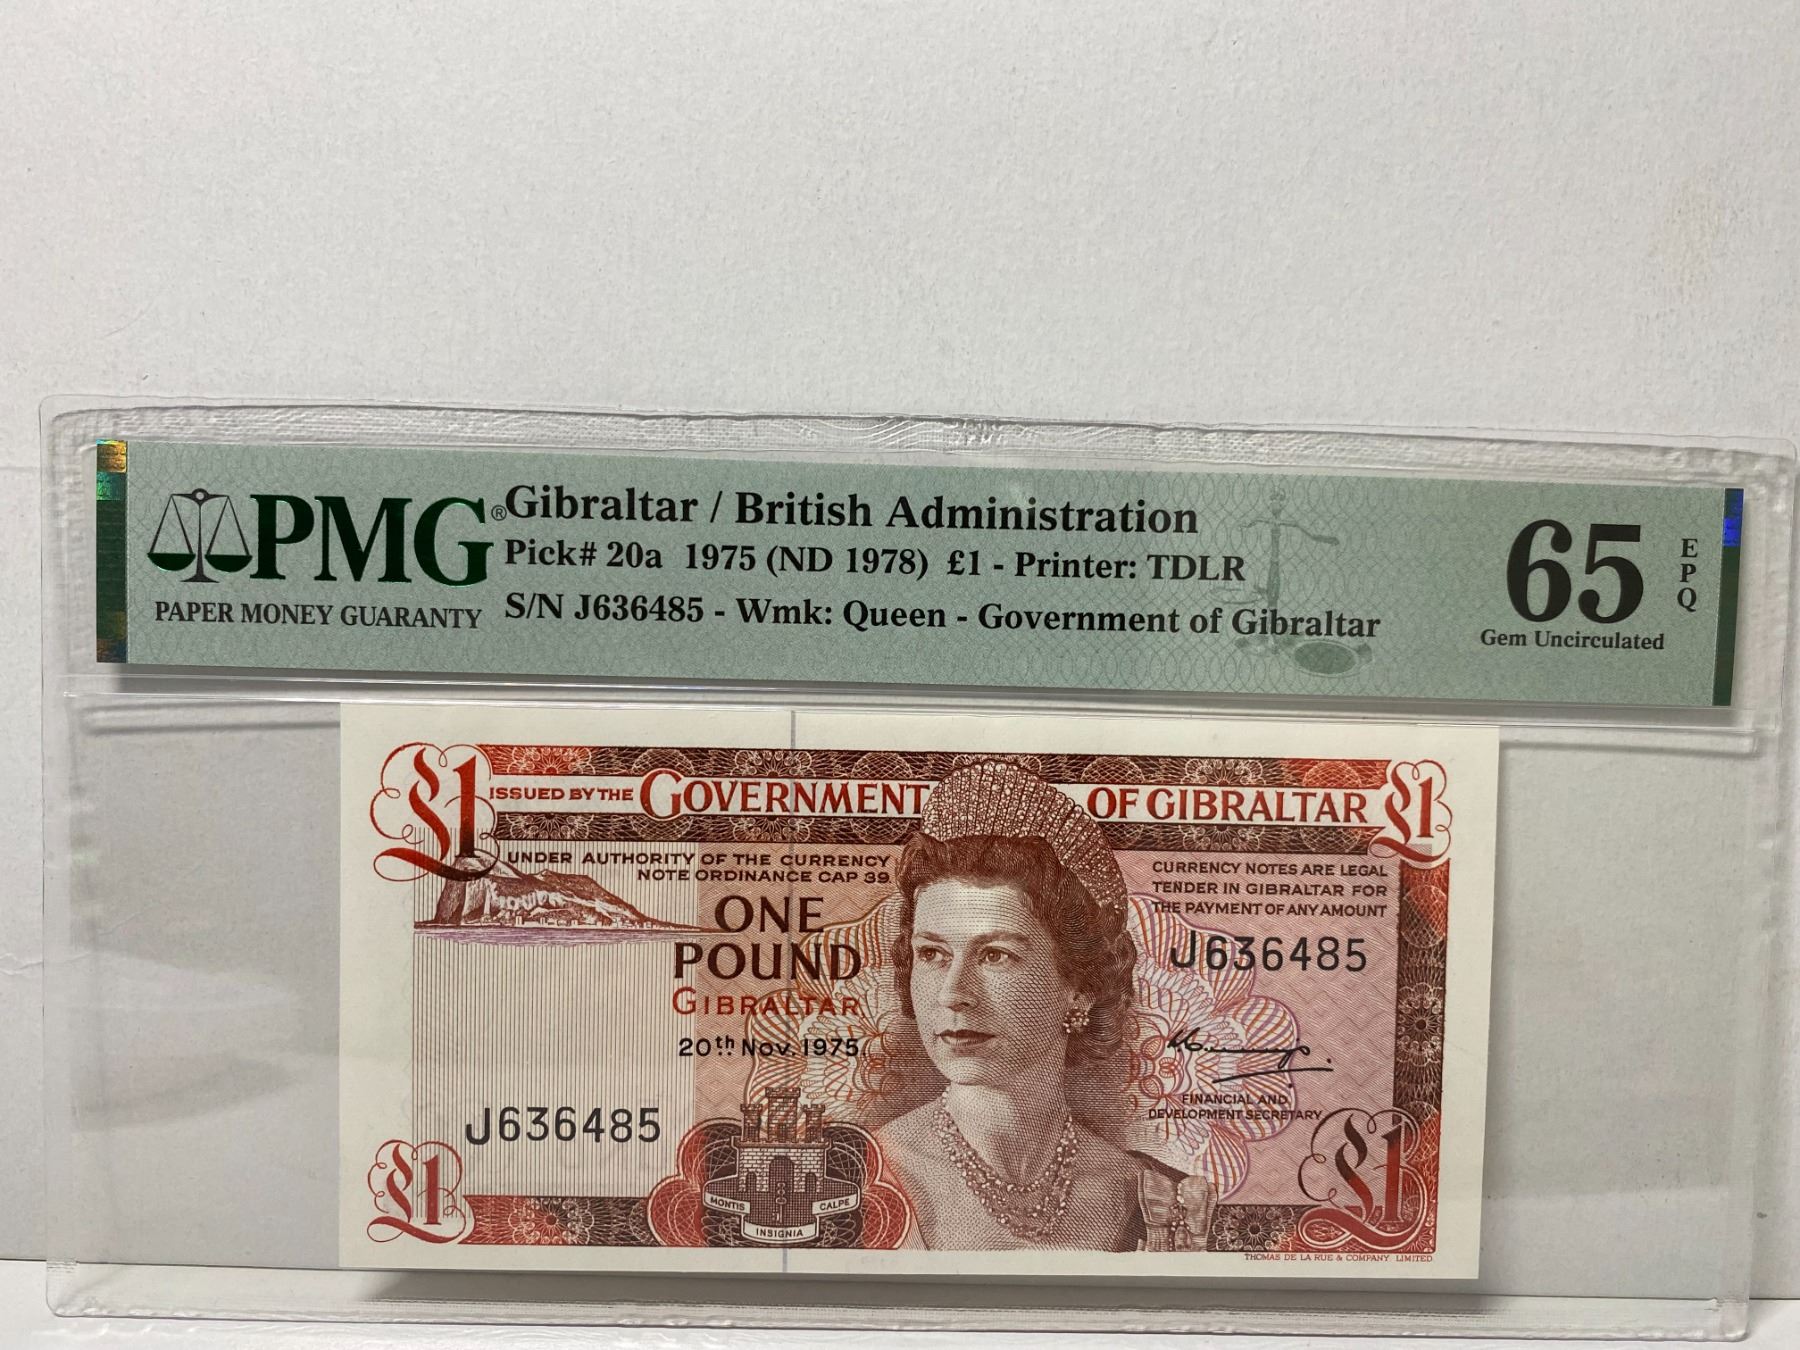 PMG®
PAPER MONEY GUARANTY
Gibraltar / British Administration
Pick# 20a 1975 (ND 1978) £1 - Printer: TDLR
S/N J636485 - Wmk: Queen - Government of Gibraltar
65
EPQ
Gem Uncirculated
£1
ISSUED BY THE GOVERNMENT OF GIBRALTAR
£1
UNDER AUTHORITY OF THE CURRENCY
NOTE ORDINANCE CAP 39
CURRENCY NOTES ARE LEGAL
TENDER IN GIBRALTAR FOR
THE PAYMENT OF ANY AMOUNT
ONE
POUND
GIBRALTAR
20th Nov. 1975
J636485
J636485
FINANCIAL AND
DEVELOPMENT SECRETARY
£1
MONTIS
INSIGNIA
CALPE
£1
THOMAS DE LA RUE & COMPANY LIMITED